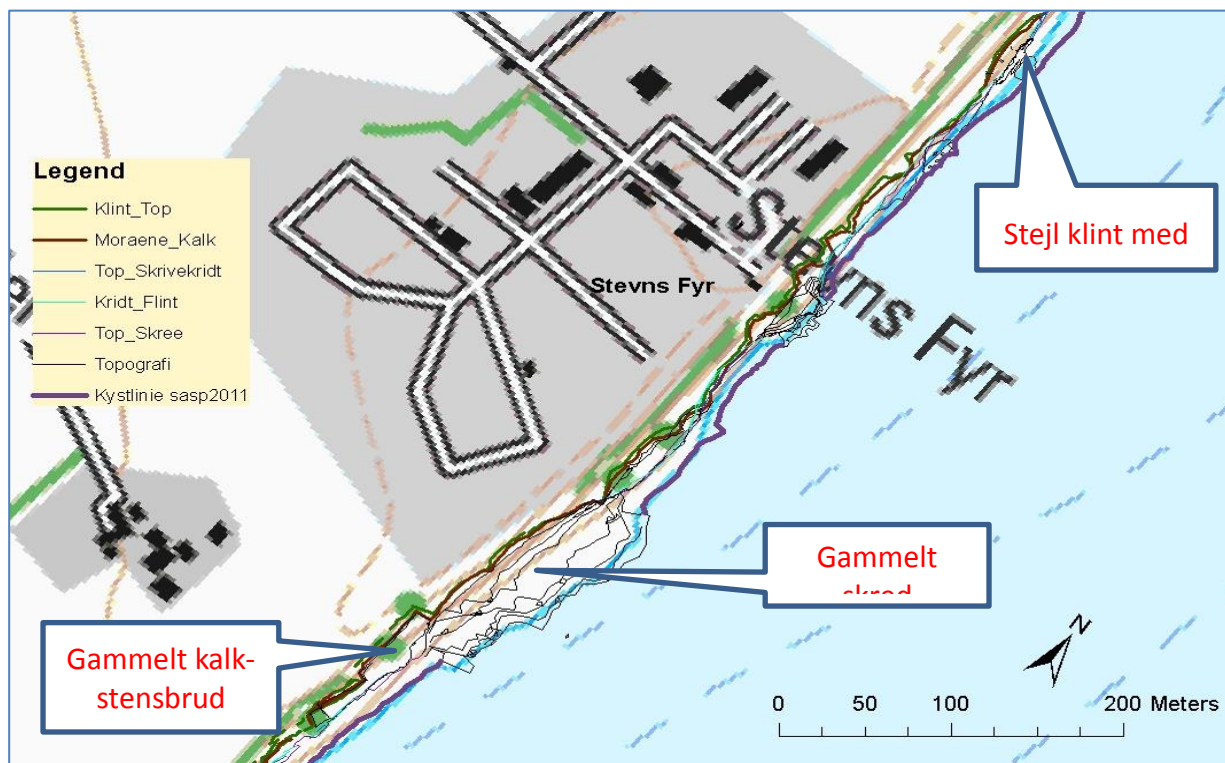 Legend
Klint_Top
Moraene_Kalk
Top_Skrivekridt
Kridt_Flint
Top_Skree
Topografi
Kystlinie sasp2011
Stejl klint med
Stevns Fyr
Stevns Fyr
Gammelt
skred
Gammelt kalk-
stensbrud
N
0 50 100 200 Meters